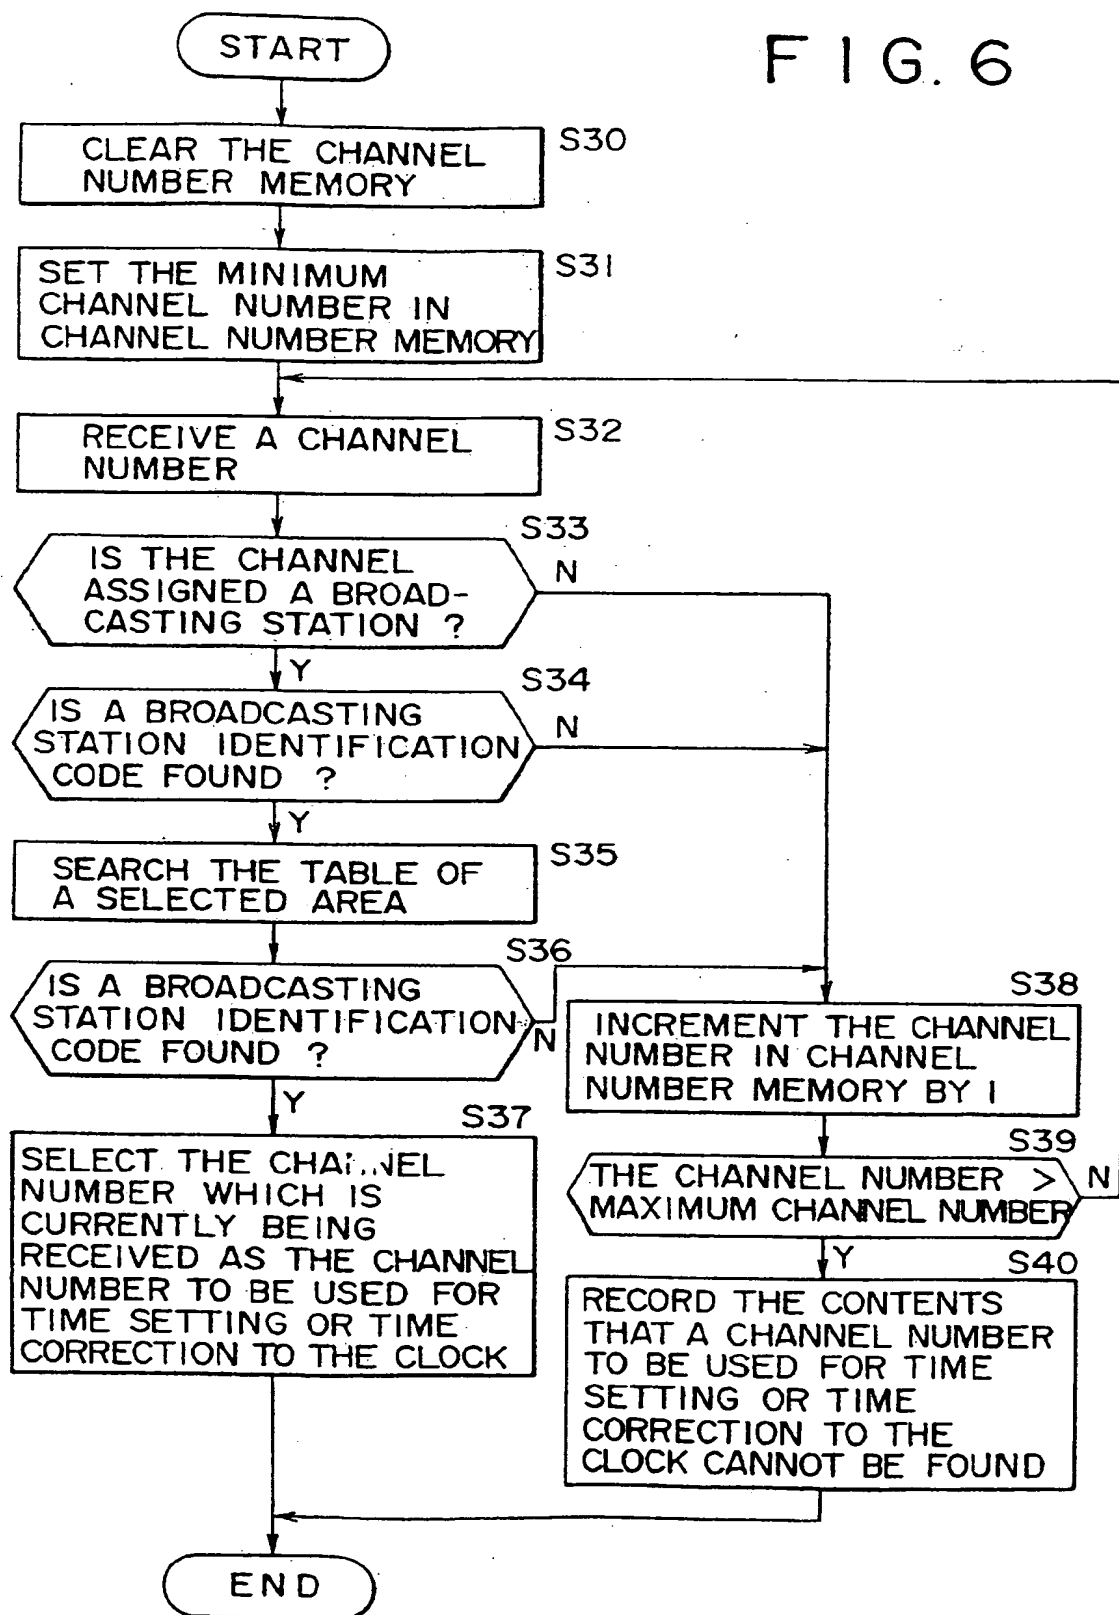 START
FIG. 6
S30
CLEAR THE CHANNEL
NUMBER MEMORY
S31
SET THE MINIMUM
CHANNEL NUMBER IN
CHANNEL NUMBER MEMORY
S32
RECEIVE A CHANNEL
NUMBER
S33
IS THE CHANNEL
ASSIGNED A BROAD-
CASTING STATION ?
N
Y
S34
IS A BROADCASTING
STATION IDENTIFICATION
CODE FOUND ?
N
Y
S35
SEARCH THE TABLE OF
A SELECTED AREA
S36
IS A BROADCASTING
STATION IDENTIFICATION
CODE FOUND ?
N
Y
S37
SELECT THE CHANNEL
NUMBER WHICH IS
CURRENTLY BEING
RECEIVED AS THE CHANNEL
NUMBER TO BE USED FOR
TIME SETTING OR TIME
CORRECTION TO THE CLOCK
S38
INCREMENT THE CHANNEL
NUMBER IN CHANNEL
NUMBER MEMORY BY 1
S39
THE CHANNEL NUMBER >
MAXIMUM CHANNEL NUMBER
N
Y
S40
RECORD THE CONTENTS
THAT A CHANNEL NUMBER
TO BE USED FOR TIME
SETTING OR TIME
CORRECTION TO THE
CLOCK CANNOT BE FOUND
END